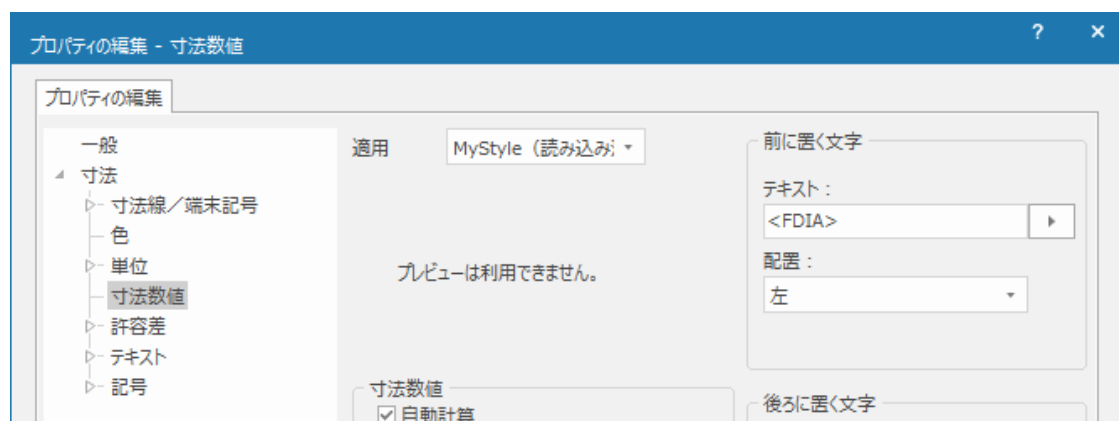 プロパティの編集 - 寸法数値
プロパティの編集
一般
寸法
寸法線／端末記号
色
単位
寸法数値
許容差
テキスト
記号
適用
MyStyle（読み込み済
プレビューは利用できません。
寸法数値
自動計算
前に置く文字
テキスト：
<FDIA>
配置：
左
後ろに置く文字